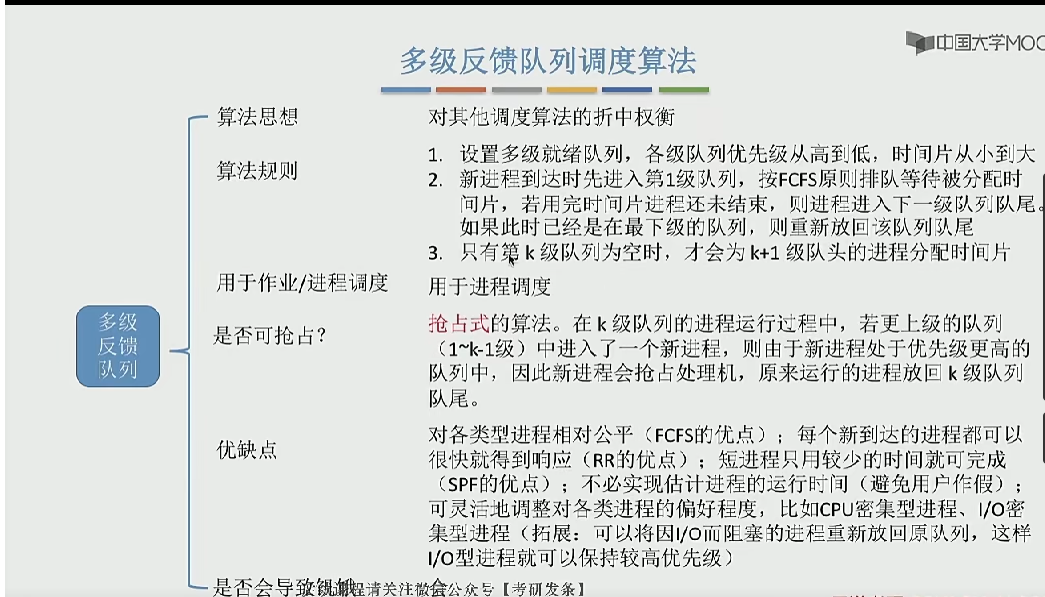 中国大学MOO
多级反馈队列调度算法
算法思想
对其他调度算法的折中权衡
算法规则
1. 设置多级就绪队列，各级队列优先级从高到低，时间片从小到大
2. 新进程到达时先进入第1级队列，按FCFS原则排队等待被分配时
间片，若用完时间片进程还未结束，则进程进入下一级队列队尾。
如果此时已经是在最下级的队列，则重新放回该队列队尾
3. 只有第 k 级队列为空时，才会为 k+1 级队头的进程分配时间片
用于作业/进程调度
用于进程调度
多级
反馈
队列
是否可抢占？
抢占式的算法。在 k 级队列的进程运行过程中，若更上级的队列
（1~k-1级）中进入了一个新进程，则由于新进程处于优先级更高的
队列中，因此新进程会抢占处理机，原来运行的进程放回 k 级队列
队尾。
优缺点
对各类型进程相对公平（FCFS的优点）；每个新到达的进程都可以
很快就得到响应（RR的优点）；短进程只用较少的时间就可完成
（SPF的优点）；不必实现估计进程的运行时间（避免用户作假）；
可灵活地调整对各类进程的偏好程度，比如CPU密集型进程、I/O密
集型进程（拓展：可以将因I/O而阻塞的进程重新放回原队列，这样
I/O型进程就可以保持较高优先级）
是否会导致饥饿
会
课程请关注微信公众号【考研发条】